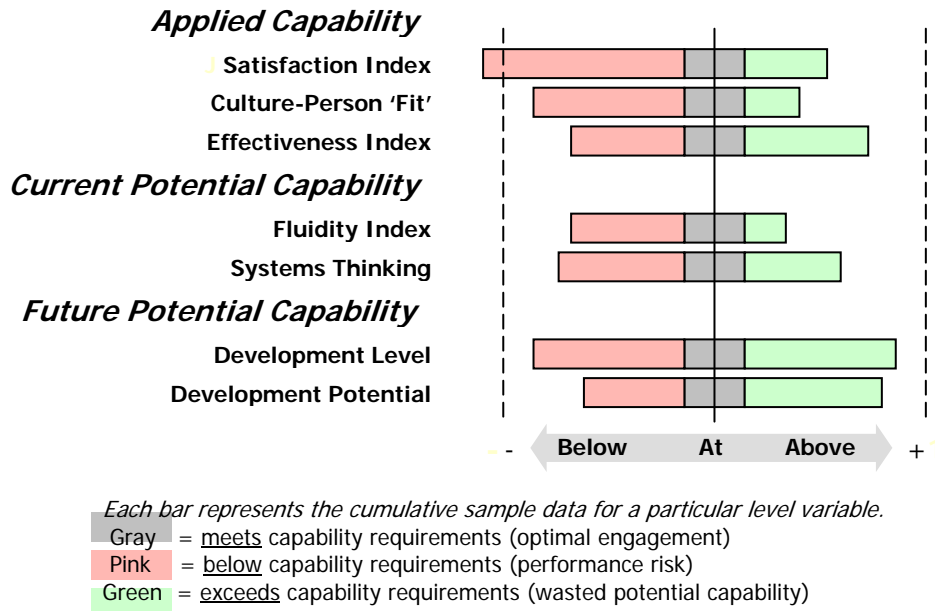 Applied Capability
J Satisfaction Index
Culture-Person ‘Fit’
Effectiveness Index
Current Potential Capability
Fluidity Index
Systems Thinking
Future Potential Capability
Development Level
Development Potential
- - Below At Above +
Each bar represents the cumulative sample data for a particular level variable.
Gray = meets capability requirements (optimal engagement)
Pink = below capability requirements (performance risk)
Green = exceeds capability requirements (wasted potential capability)